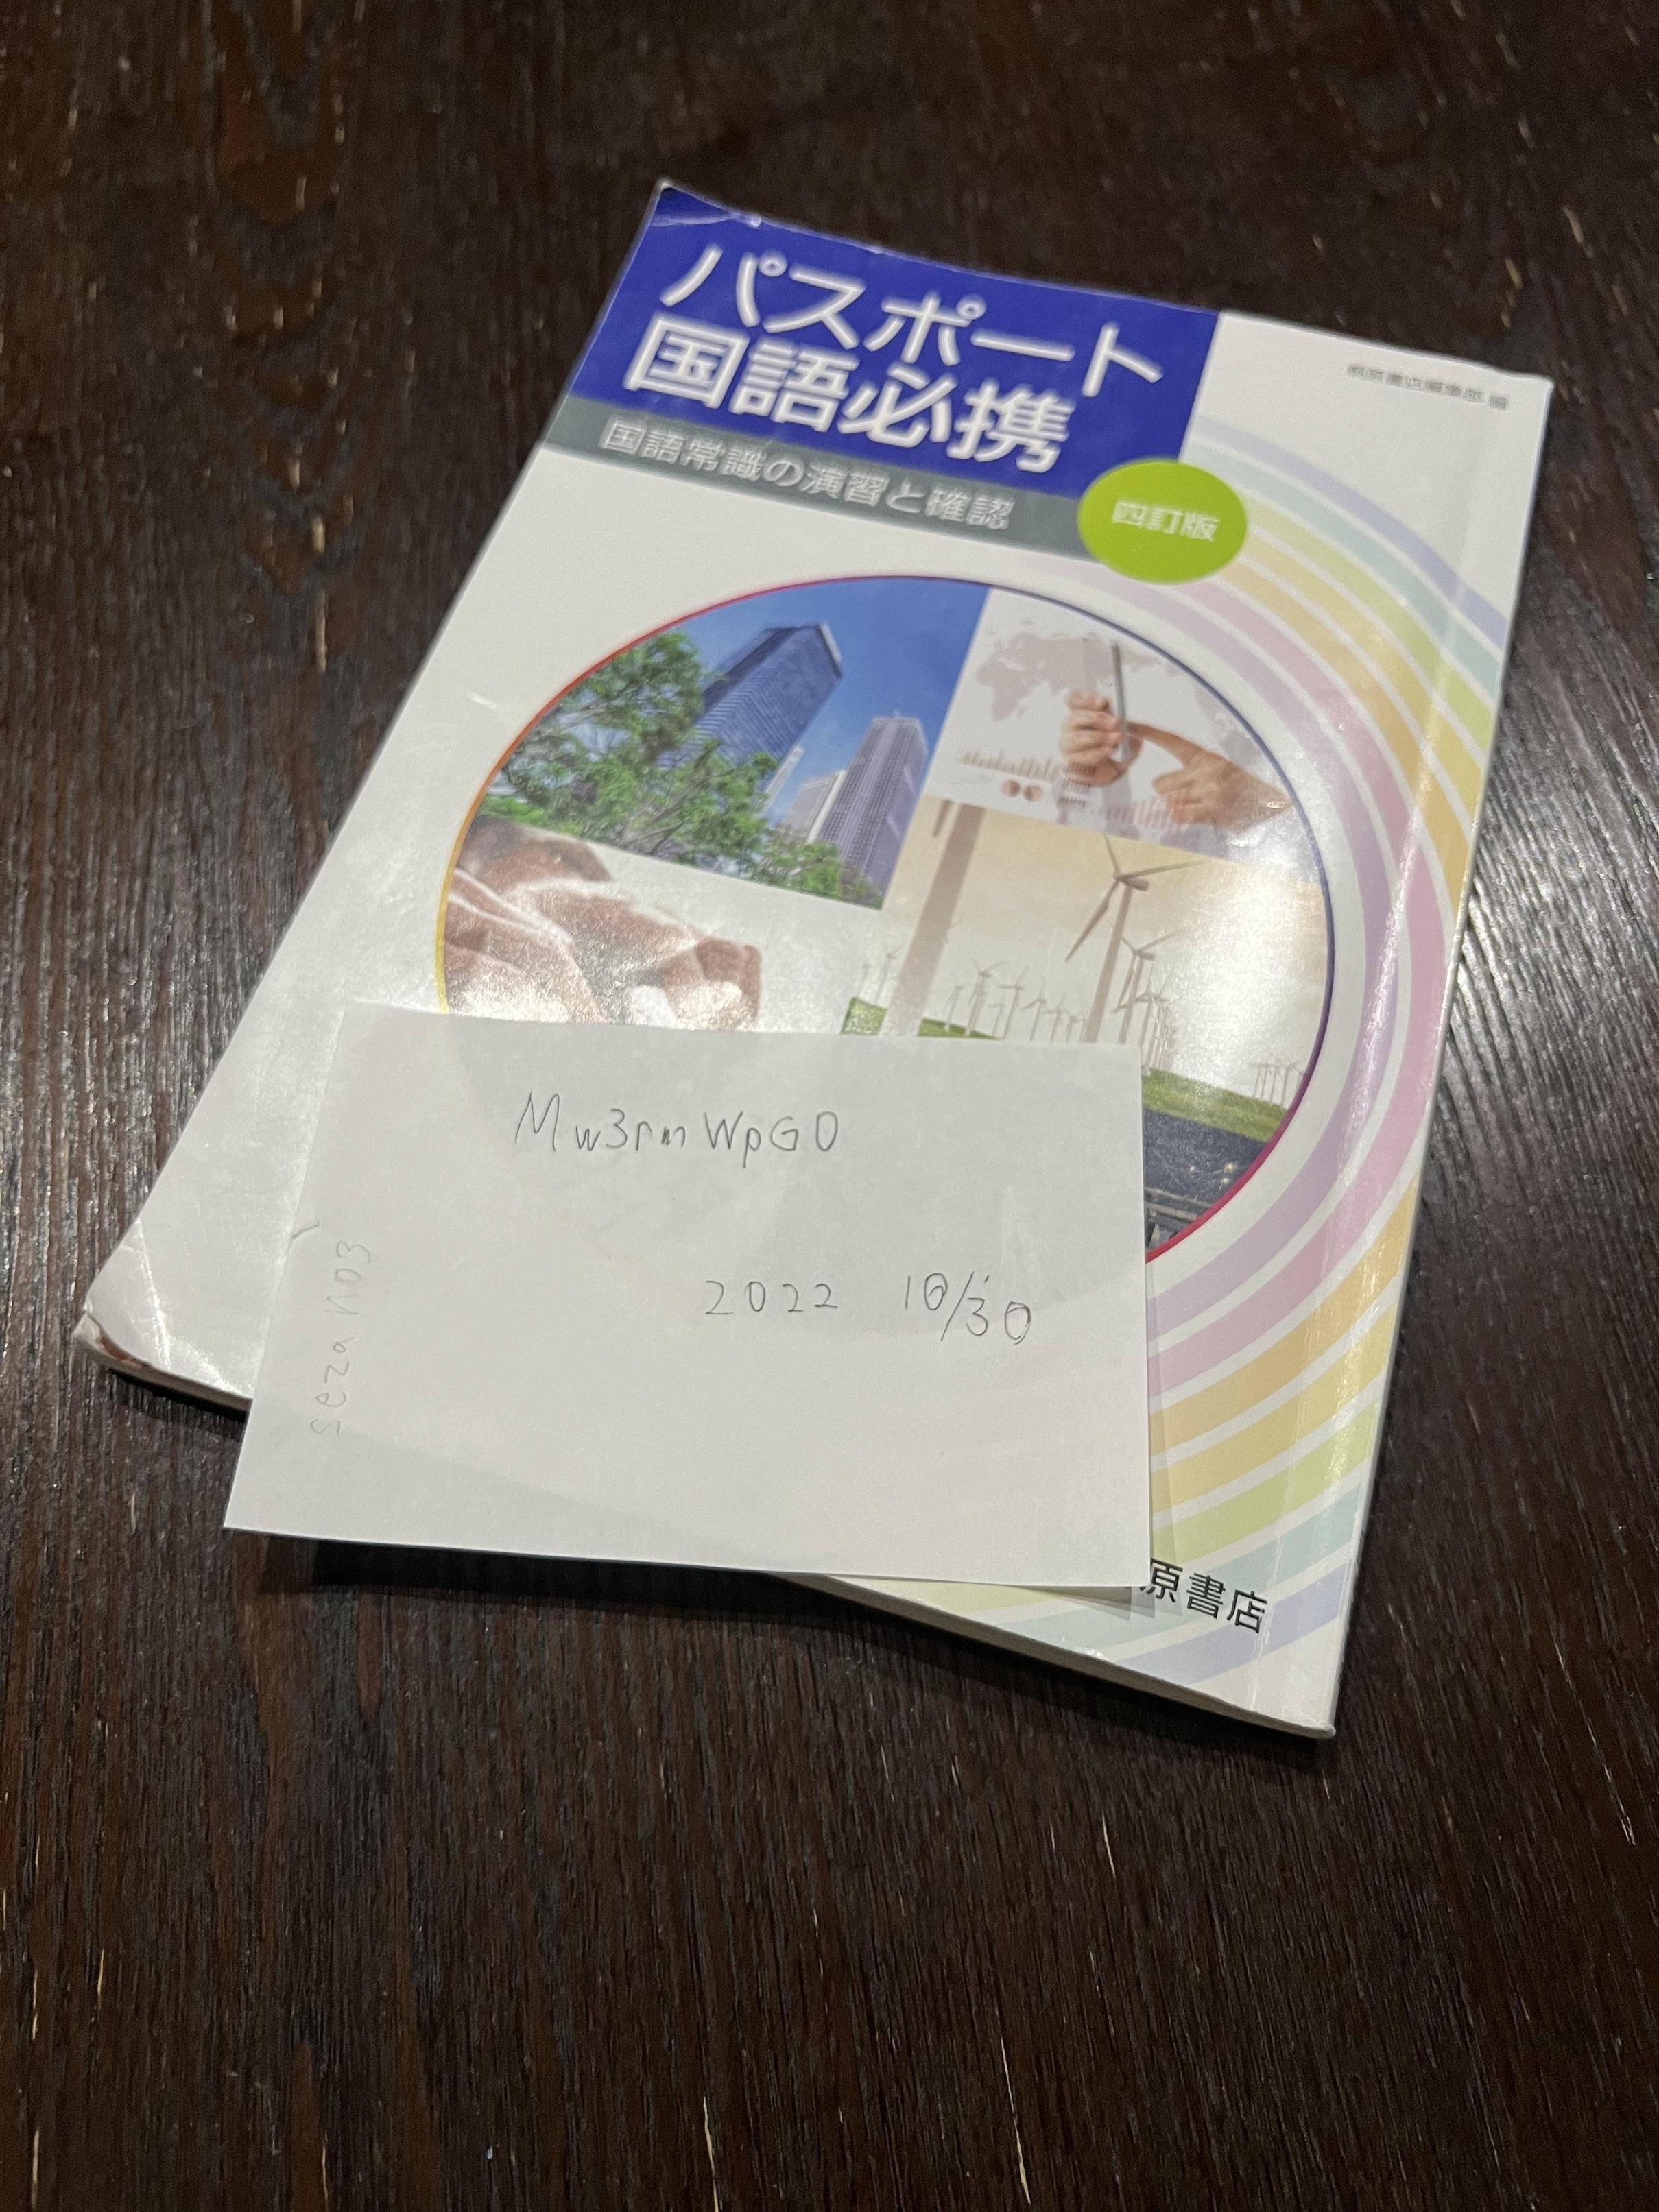 パスポート
国語必携
国語常識の演習と確認
四訂版
桐原書店編集部 編
Mw3rmWpG0
2022 10/30
sezano3
原書店